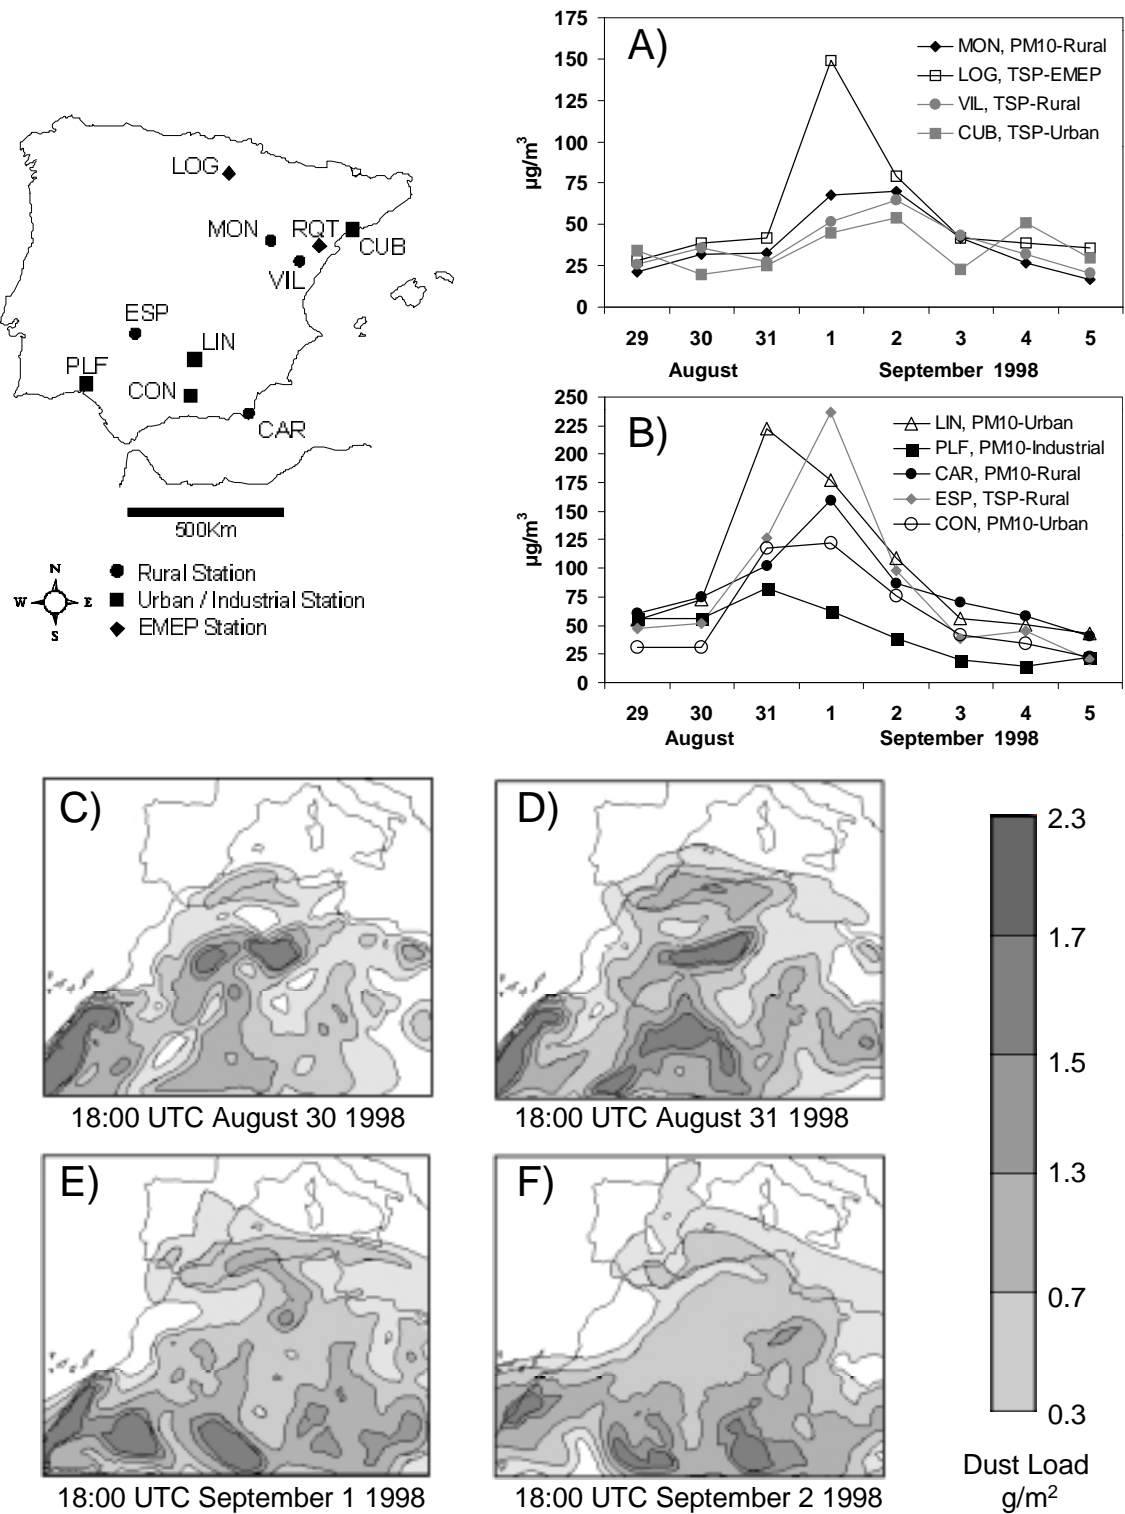 LOG
MON
RQT
CUB
VIL
ESP
LIN
PLF
CON
CAR
500Km
N
W
E
S
Rural Station
Urban / Industrial Station
EMEP Station
A)
175
150
125
100
75
50
25
0
µg/m³
MON, PM10-Rural
LOG, TSP-EMEP
VIL, TSP-Rural
CUB, TSP-Urban
29 30 31 1 2 3 4 5
August September 1998
B)
250
225
200
175
150
125
100
75
50
25
0
µg/m³
LIN, PM10-Urban
PLF, PM10-Industrial
CAR, PM10-Rural
ESP, TSP-Rural
CON, PM10-Urban
29 30 31 1 2 3 4 5
August September 1998
C)
18:00 UTC August 30 1998
D)
18:00 UTC August 31 1998
E)
18:00 UTC September 1 1998
F)
18:00 UTC September 2 1998
2.3
1.7
1.5
1.3
0.7
0.3
Dust Load
g/m²